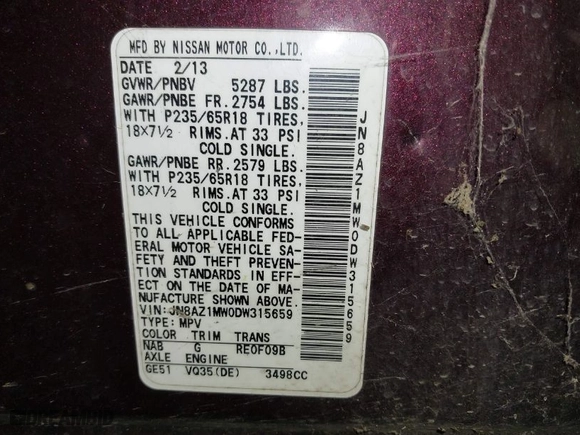 MFD BY NISSAN MOTOR CO.,LTD.
DATE 2/13
GVWR/PNBV 5287 LBS.
GAWR/PNBE FR. 2754 LBS.
WITH P235/65R18 TIRES,
18×7½ RIMS.AT 33 PSI
COLD SINGLE.
GAWR/PNBE RR. 2579 LBS.
WITH P235/65R18 TIRES,
18×7½ RIMS.AT 33 PSI
COLD SINGLE.
THIS VEHICLE CONFORMS
TO ALL APPLICABLE FED-
ERAL MOTOR VEHICLE SA-
FETY AND THEFT PREVEN-
TION STANDARDS IN EFF-
ECT ON THE DATE OF MA-
NUFACTURE SHOWN ABOVE.
VIN: JN8AZ1MW0DW315659
TYPE: MPV
COLOR TRIM TRANS
NAB G RE0F09B
AXLE ENGINE
GE51 VQ35(DE) 3498CC
JN8AZ1MW0DW315659